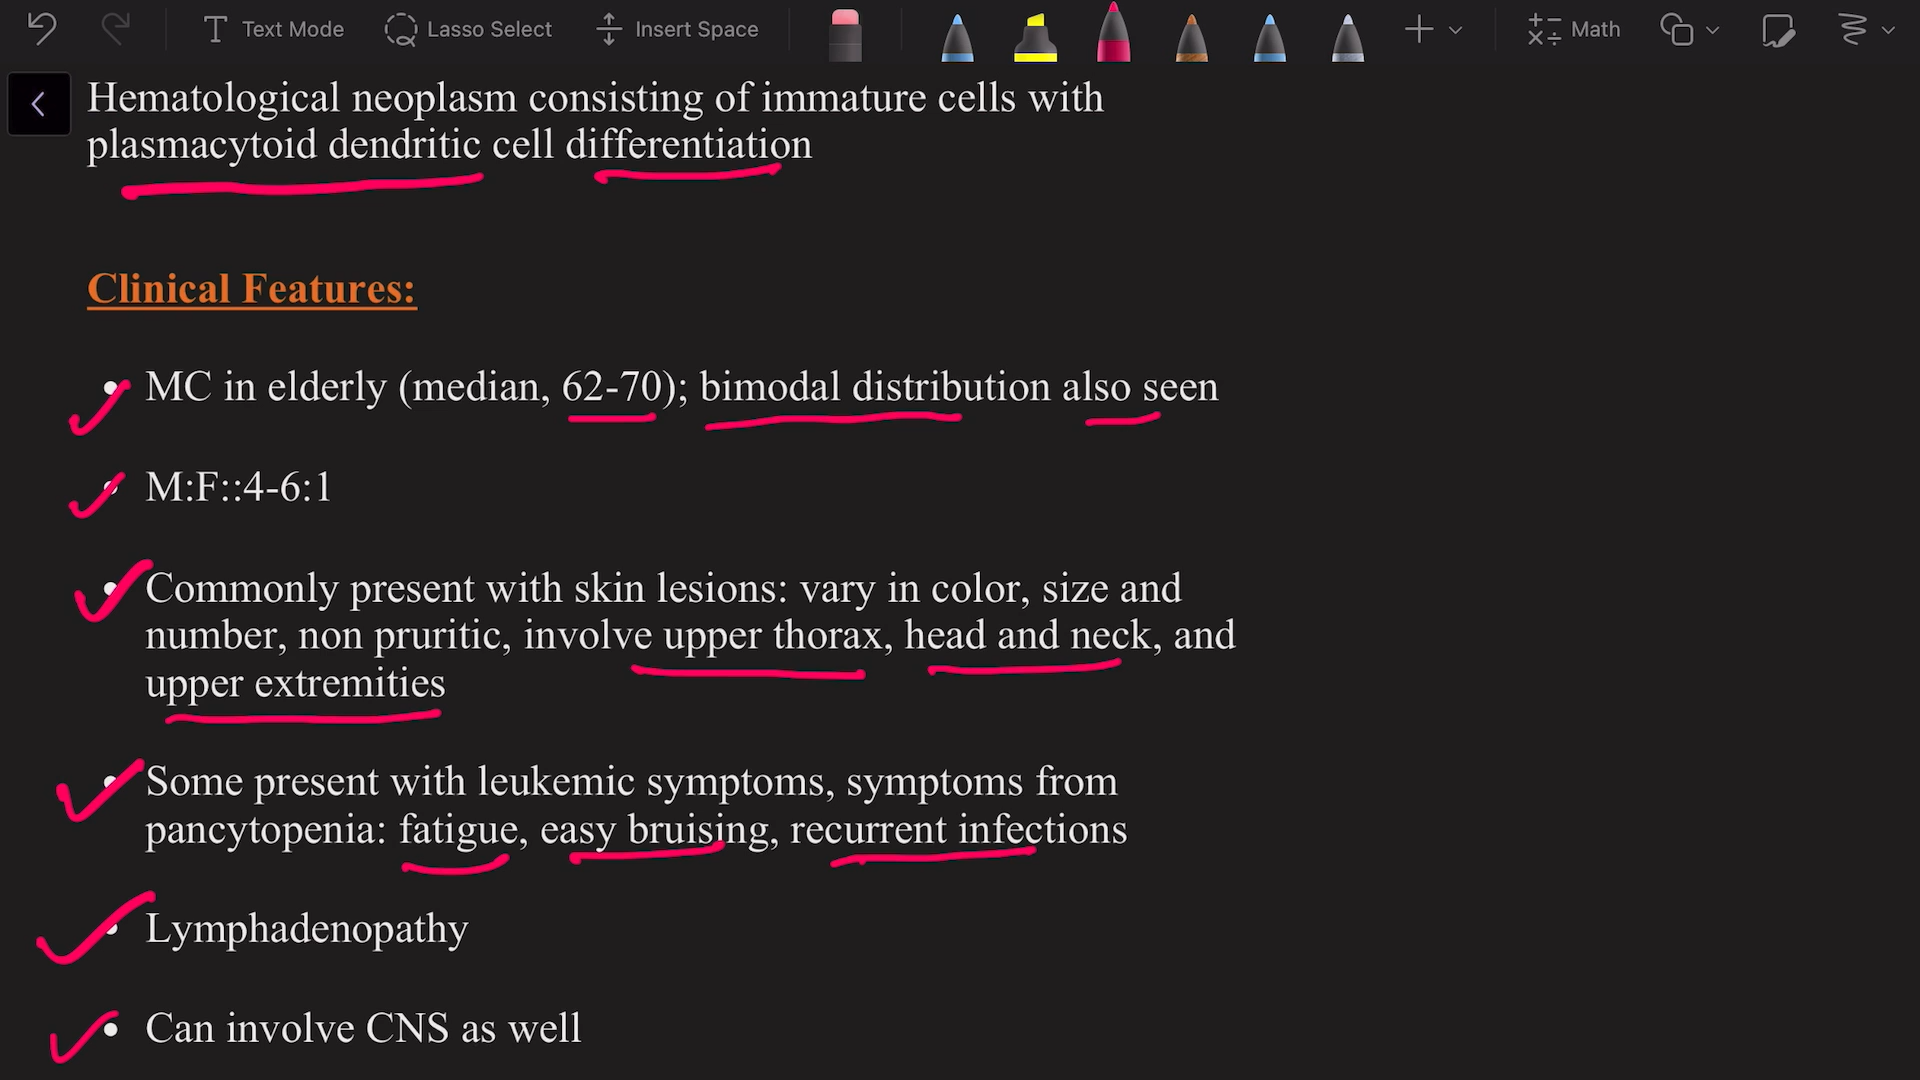 Text Mode Lasso Select Insert Space Math
Hematological neoplasm consisting of immature cells with
plasmacytoid dendritic cell differentiation
Clinical Features:
• MC in elderly (median, 62-70); bimodal distribution also seen
• M:F::4-6:1
• Commonly present with skin lesions: vary in color, size and
number, non pruritic, involve upper thorax, head and neck, and
upper extremities
• Some present with leukemic symptoms, symptoms from
pancytopenia: fatigue, easy bruising, recurrent infections
• Lymphadenopathy
• Can involve CNS as well